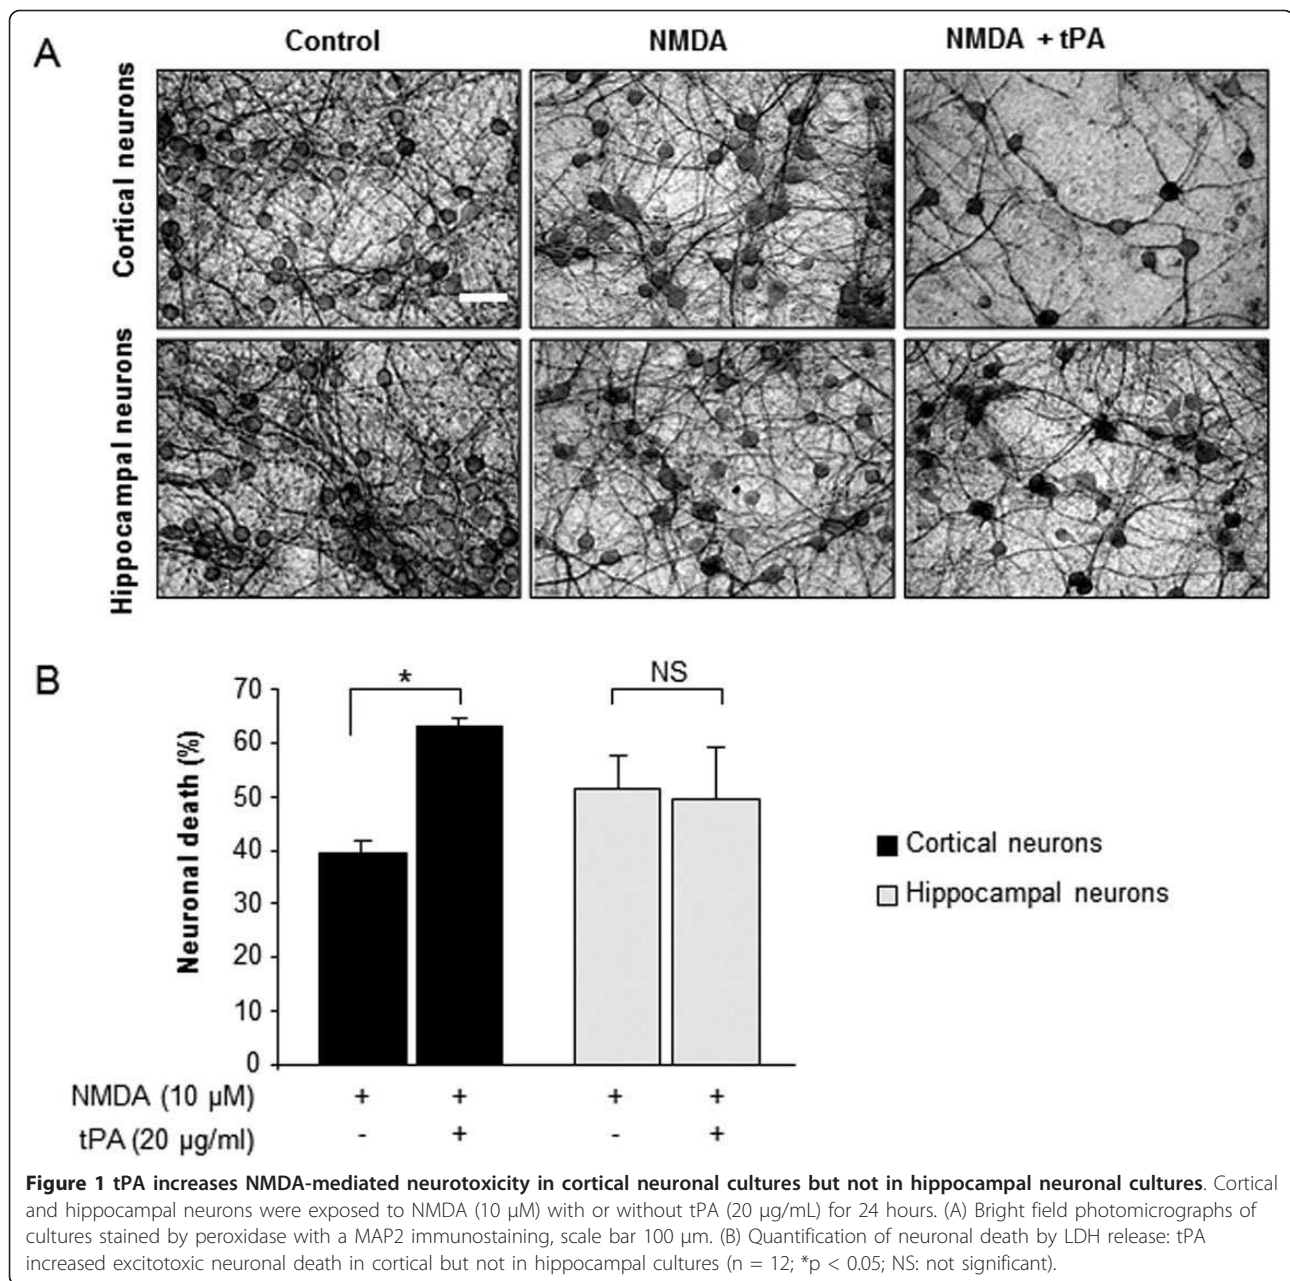 A
Control NMDA NMDA + tPA
Cortical neurons
Hippocampal neurons
B
* NS
Neuronal death (%)
70
60
50
40
30
20
10
0
Cortical neurons
Hippocampal neurons
NMDA (10 µM) + + + +
tPA (20 µg/ml) - + - +
Figure 1 tPA increases NMDA-mediated neurotoxicity in cortical neuronal cultures but not in hippocampal neuronal cultures. Cortical
and hippocampal neurons were exposed to NMDA (10 µM) with or without tPA (20 µg/mL) for 24 hours. (A) Bright field photomicrographs of
cultures stained by peroxidase with a MAP2 immunostaining, scale bar 100 µm. (B) Quantification of neuronal death by LDH release: tPA
increased excitotoxic neuronal death in cortical but not in hippocampal cultures (n = 12; *p < 0.05; NS: not significant).